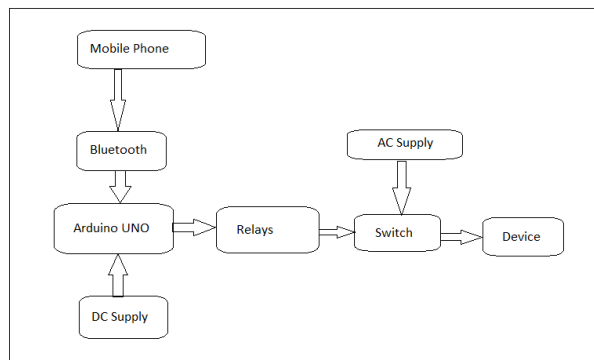 Mobile Phone
Bluetooth
AC Supply
Arduino UNO
Relays
Switch
Device
DC Supply